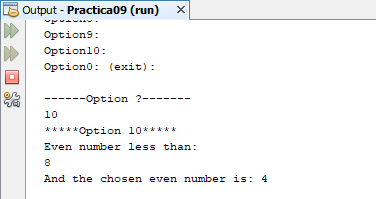 Output - Practica09 (run) X
Option9:
Option10:
Option0: (exit):
------Option ?-------
10
*****Option 10*****
Even number less than:
8
And the chosen even number is: 4